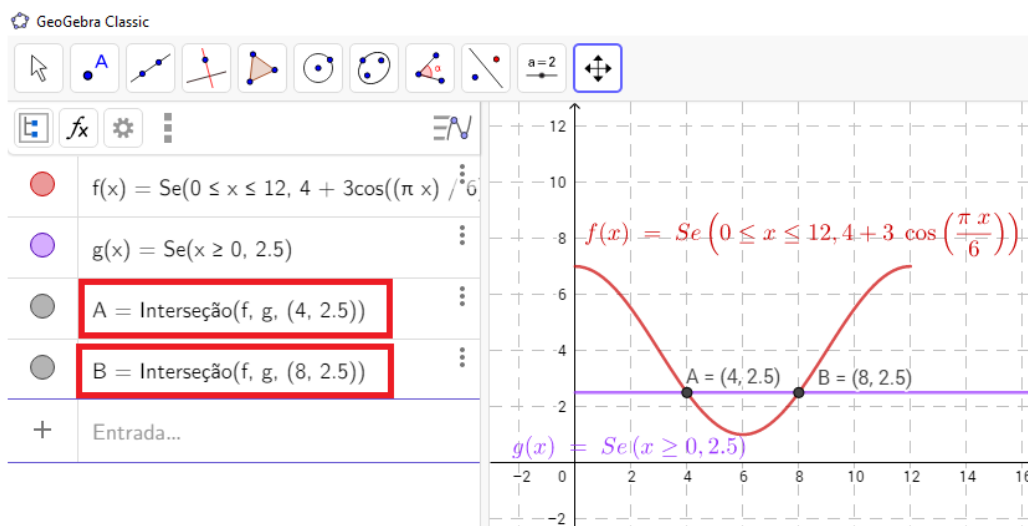 GeoGebra Classic
A
α
a = 2
fx
f(x) = Se(0 ≤ x ≤ 12, 4 + 3cos((π x) / 6)
g(x) = Se(x ≥ 0, 2.5)
A = Interseção(f, g, (4, 2.5))
B = Interseção(f, g, (8, 2.5))
+ Entrada...
12
10
8
f(x) = Se(0 ≤ x ≤ 12, 4 + 3 cos(π x / 6))
6
4
A = (4, 2.5) B = (8, 2.5)
2
g(x) = Se(x ≥ 0, 2.5)
−2 0 2 4 6 8 10 12 14 16
−2